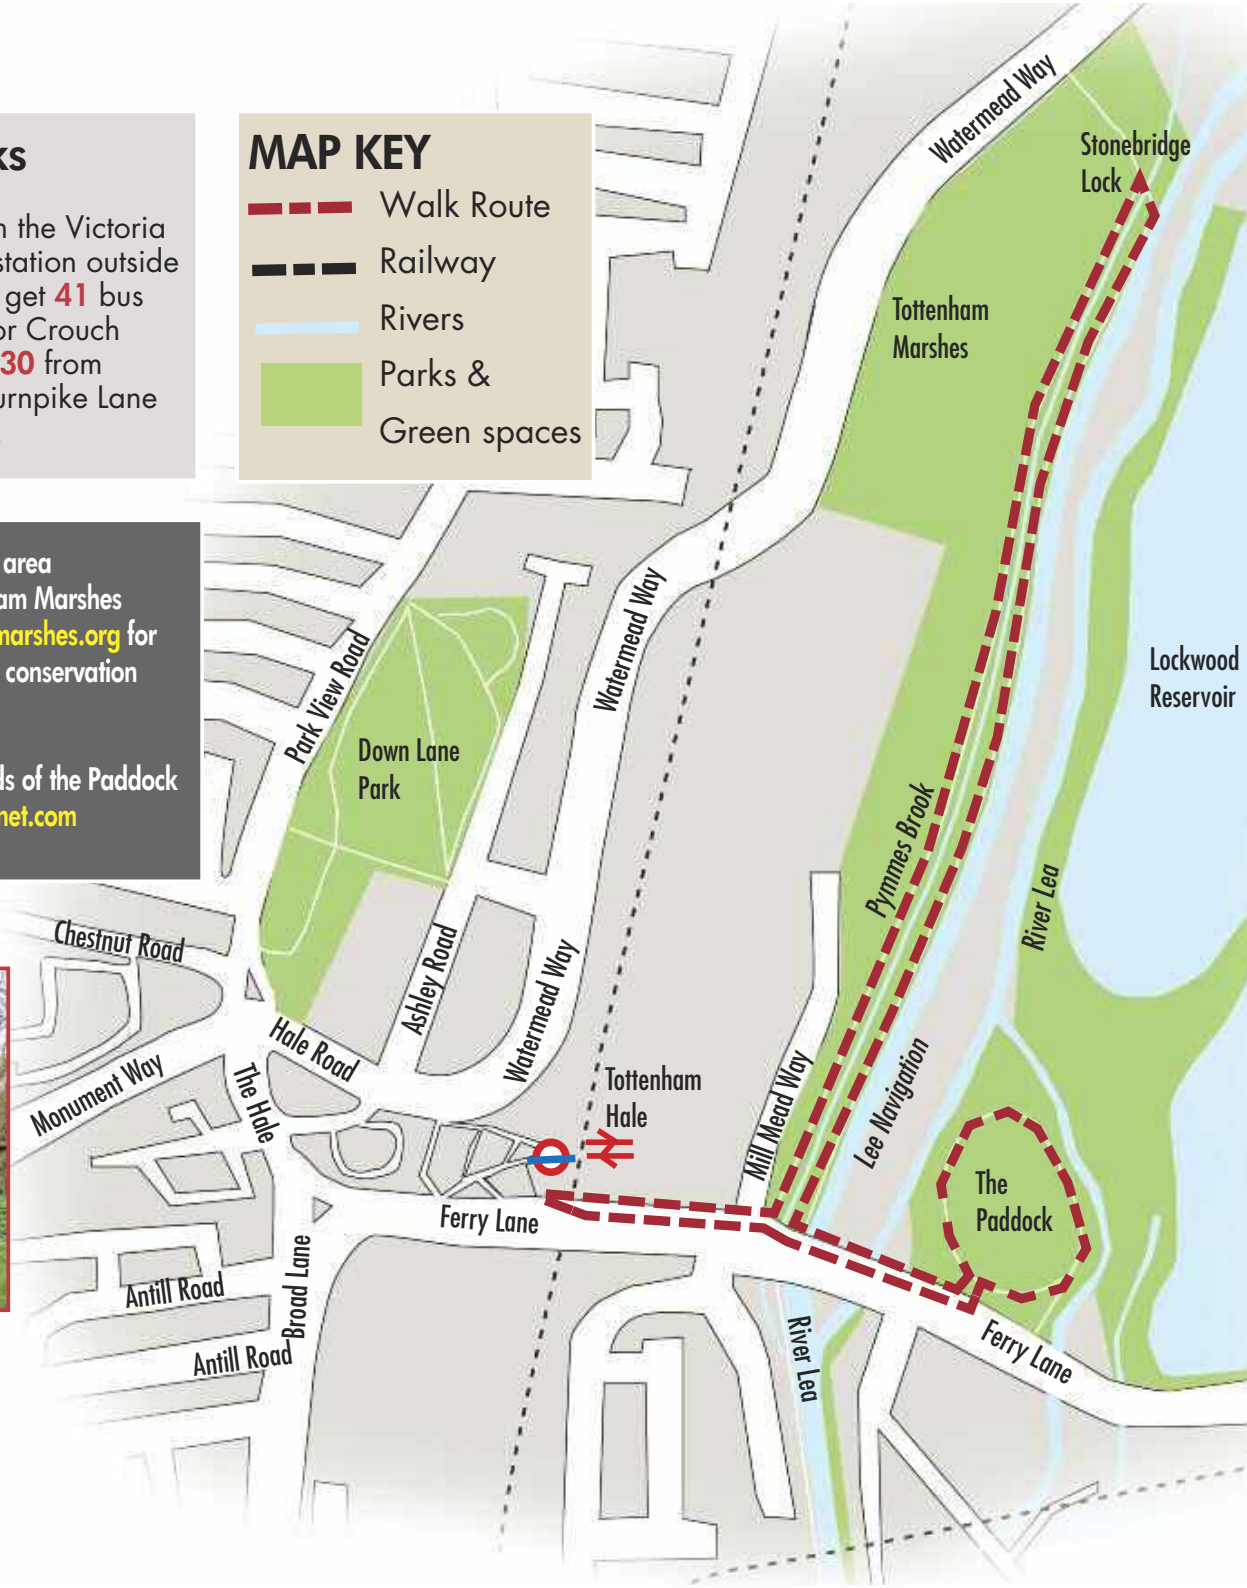 ks
n the Victoria
station outside
get 41 bus
or Crouch
30 from
urnpike Lane
MAP KEY
Walk Route
Railway
Rivers
Parks &
Green spaces
area
am Marshes
marshes.org for
conservation
ds of the Paddock
net.com
Watermead Way
Stonebridge
Lock
Tottenham
Marshes
Lockwood
Reservoir
Watermead Way
Park View Road
Down Lane
Park
Pymmes Brook
River Lea
Chestnut Road
Ashley Road
Watermead Way
Hale Road
Monument Way
The Hale
Tottenham
Hale
Mill Mead Way
Lee Navigation
The
Paddock
Ferry Lane
Antill Road
Broad Lane
Antill Road
River Lea
Ferry Lane